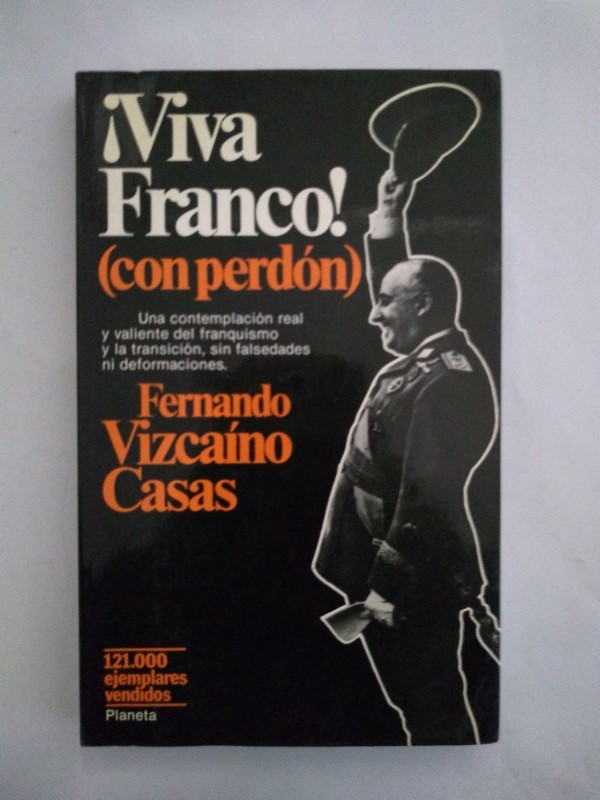 ¡Viva
Franco!
(con perdón)
Una contemplación real
y valiente del franquismo
y la transición, sin falsedades
ni deformaciones.
Fernando
Vizcaíno
Casas
121.000
ejemplares
vendidos
Planeta